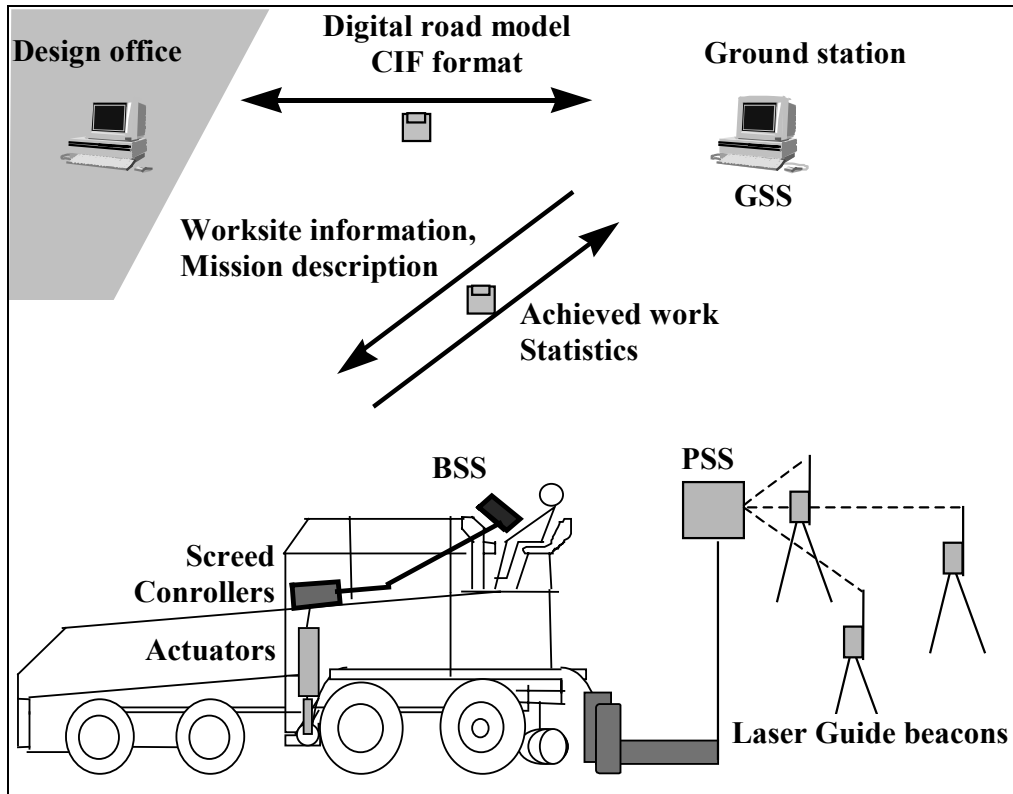 Design office
Digital road model
CIF format
Ground station
GSS
Worksite information,
Mission description
Achieved work
Statistics
BSS
PSS
Screed
Conrollers
Actuators
Laser Guide beacons